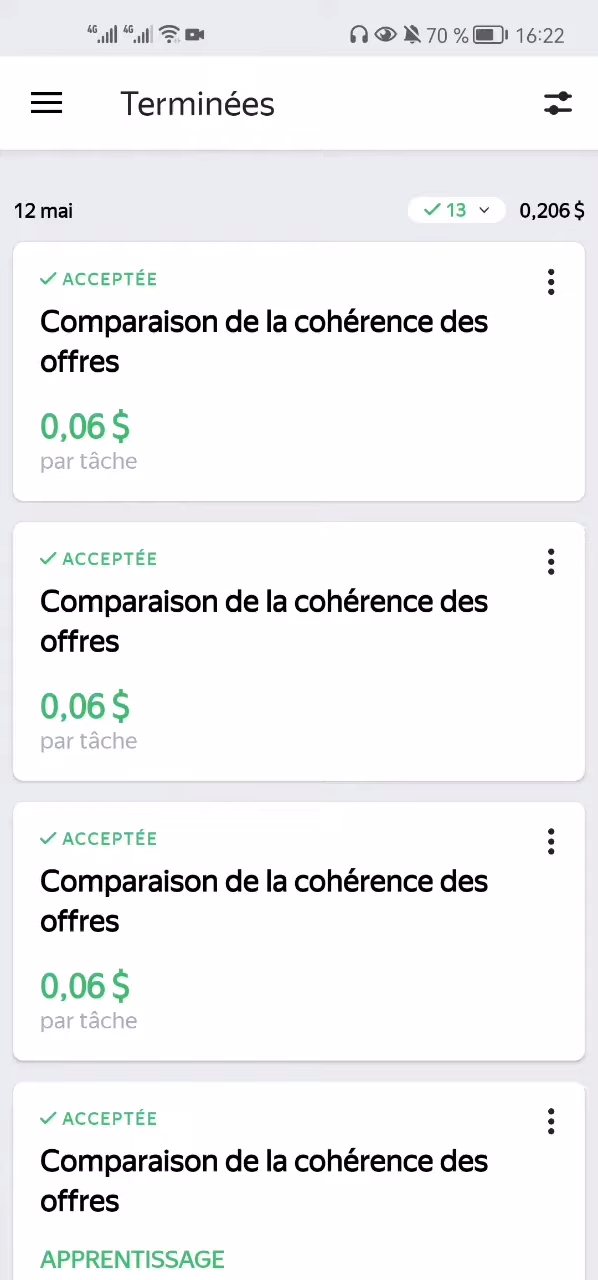 4G 4G 70 % 16:22
Terminées
12 mai 13 0,206 $
ACCEPTÉE
Comparaison de la cohérence des
offres
0,06 $
par tâche
ACCEPTÉE
Comparaison de la cohérence des
offres
0,06 $
par tâche
ACCEPTÉE
Comparaison de la cohérence des
offres
0,06 $
par tâche
ACCEPTÉE
Comparaison de la cohérence des
offres
APPRENTISSAGE